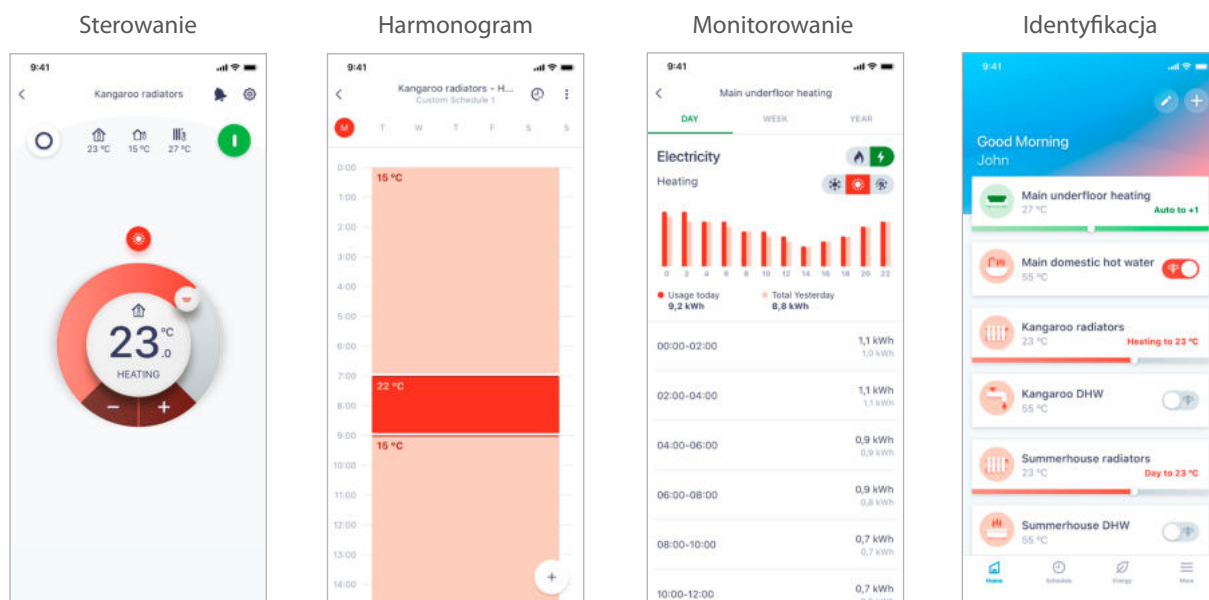 Sterowanie
Harmonogram
Monitorowanie
Identyfikacja
9:41
Kangaroo radiators
23 °C 15 °C 27 °C
23 °C
.0
HEATING
− +
9:41
Kangaroo radiators - H...
Custom Schedule 1
M T W T F S S
0:00
15 °C
1:00
2:00
3:00
4:00
5:00
6:00
7:00
22 °C
8:00
9:00
15 °C
10:00
11:00
12:00
13:00
14:00
+
9:41
Main underfloor heating
DAY WEEK YEAR
Electricity
Heating
0 2 4 6 8 10 12 14 16 18 20 22
Usage today Total Yesterday
9,2 kWh 8,8 kWh
00:00-02:00 1,1 kWh
1,0 kWh
02:00-04:00 1,1 kWh
1,1 kWh
04:00-06:00 0,9 kWh
0,9 kWh
06:00-08:00 0,9 kWh
0,8 kWh
08:00-10:00 0,7 kWh
0,7 kWh
10:00-12:00 0,7 kWh
9:41
Good Morning
John
Main underfloor heating
27 °C Auto to +1
Main domestic hot water
55 °C
Kangaroo radiators
23 °C Heating to 23 °C
Kangaroo DHW
55 °C
Summerhouse radiators
23 °C Day to 23 °C
Summerhouse DHW
55 °C
Home Schedule Energy More